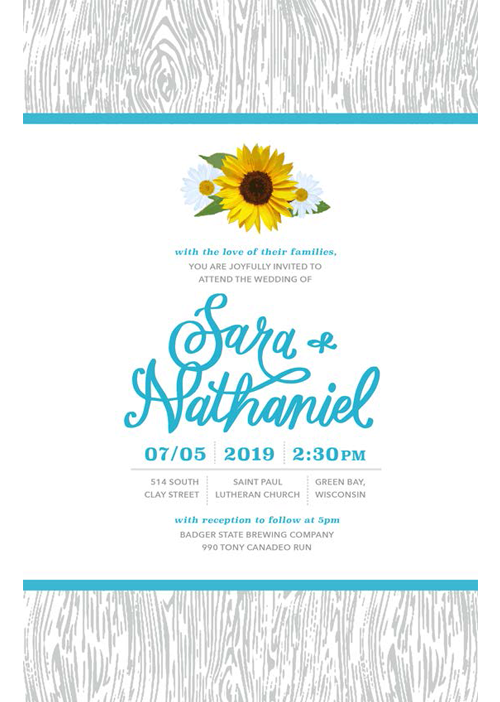 with the love of their families,
YOU ARE JOYFULLY INVITED TO
ATTEND THE WEDDING OF
Sara &
Nathaniel
07/05 2019 2:30PM
514 SOUTH SAINT PAUL GREEN BAY,
CLAY STREET LUTHERAN CHURCH WISCONSIN
with reception to follow at 5pm
BADGER STATE BREWING COMPANY
990 TONY CANADEO RUN